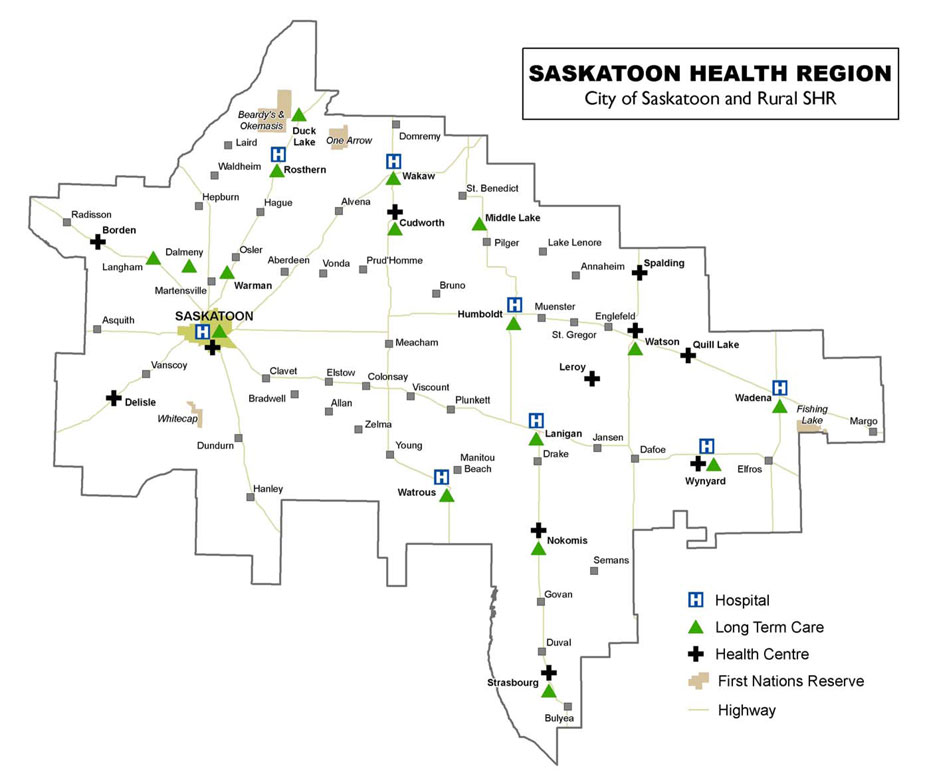 SASKATOON HEALTH REGION
City of Saskatoon and Rural SHR
Beardy's &
Okemasis
Duck
Lake
One Arrow
Domremy
Laird
H
Rosthern
Waldheim
H
Wakaw
Hepburn
Hague
Alvena
St. Benedict
Radisson
Borden
Cudworth
Middle Lake
Pilger
Lake Lenore
Langham
Dalmeny
Osler
Aberdeen
Vonda
Prud'Homme
Annaheim
Spalding
Martensville
Warman
Bruno
H
Humboldt
Muenster
St. Gregor
Englefeld
SASKATOON
H
Asquith
Meacham
Watson
Quill Lake
Vanscoy
Clavet
Elstow
Colonsay
Viscount
Leroy
Delisle
Whitecap
Bradwell
Allan
Plunkett
H
Wadena
Fishing
Lake
Margo
Zelma
H
Lanigan
Dundurn
Young
Drake
Jansen
Dafoe
H
Wynyard
Elfros
Manitou
Beach
H
Watrous
Hanley
Nokomis
Semans
Govan
Duval
Strasbourg
Bulyea
H Hospital
Long Term Care
Health Centre
First Nations Reserve
Highway